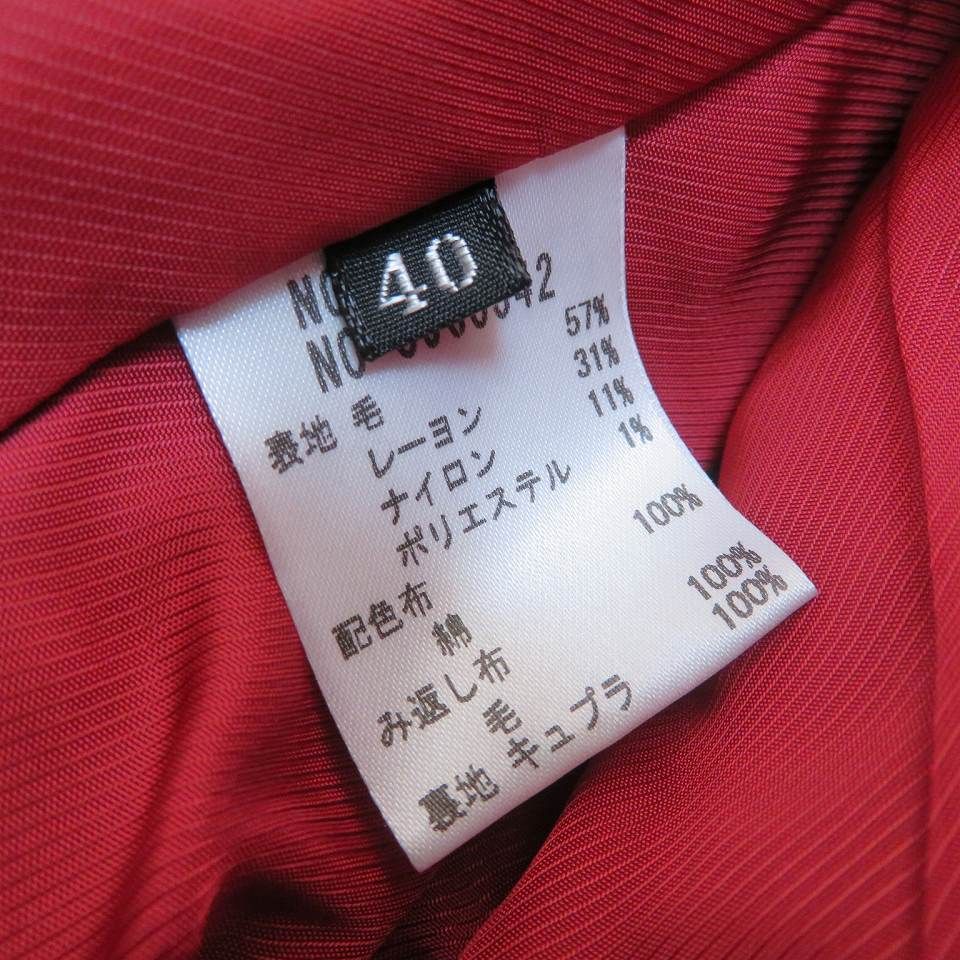 40
表地 毛 57%
レーヨン 31%
ナイロン 11%
ポリエステル 1%
配色布
綿 100%
み返し布
毛 100%
裏地 キュプラ 100%